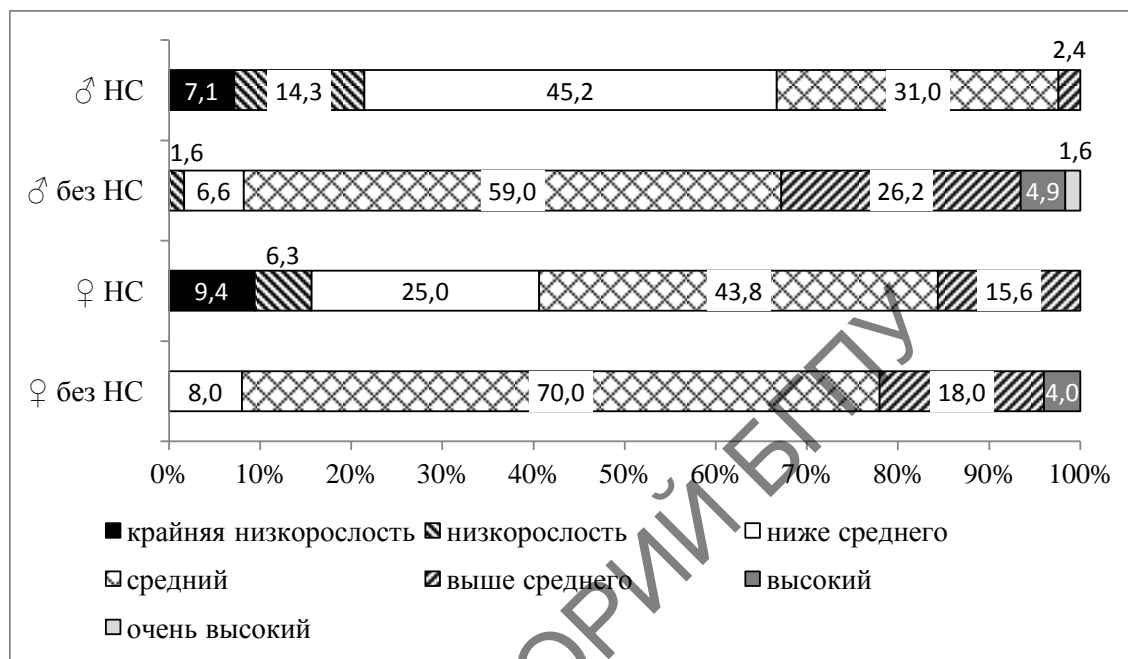 2,4
♂ НС 7,1 14,3 45,2 31,0
1,6 1,6
♂ без НС 6,6 59,0 26,2 4,9
6,3
♀ НС 9,4 25,0 43,8 15,6
♀ без НС 8,0 70,0 18,0 4,0
0% 10% 20% 30% 40% 50% 60% 70% 80% 90% 100%
крайняя низкорослость низкорослость ниже среднего
средний выше среднего высокий
очень высокий
ОРИЙ БГПУ